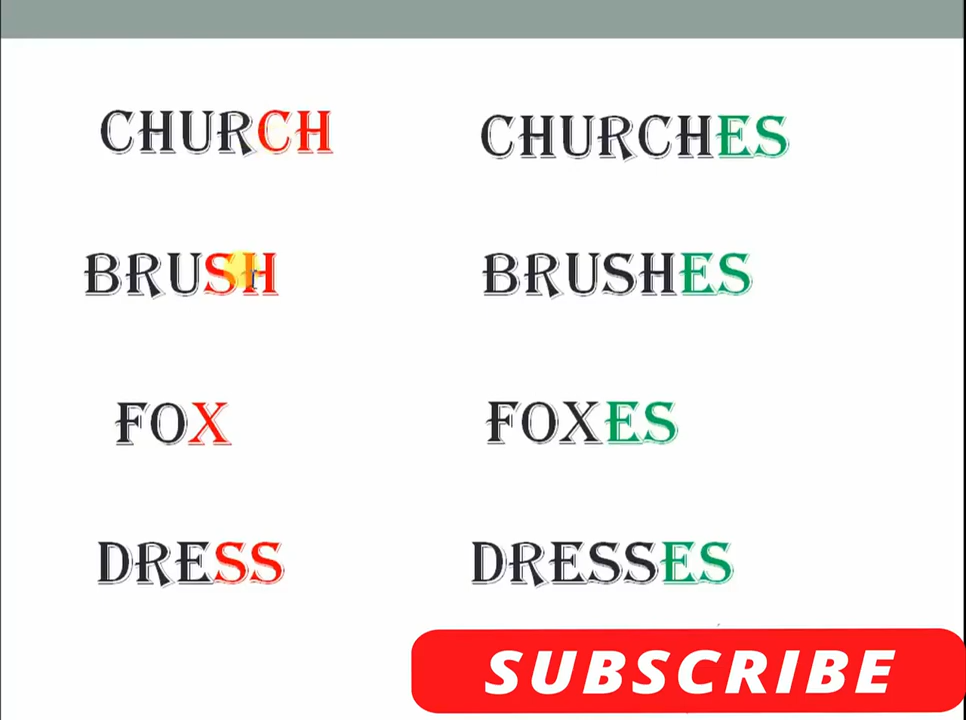 CHURCH CHURCHES
BRUSH BRUSHES
FOX FOXES
DRESS DRESSES
SUBSCRIBE